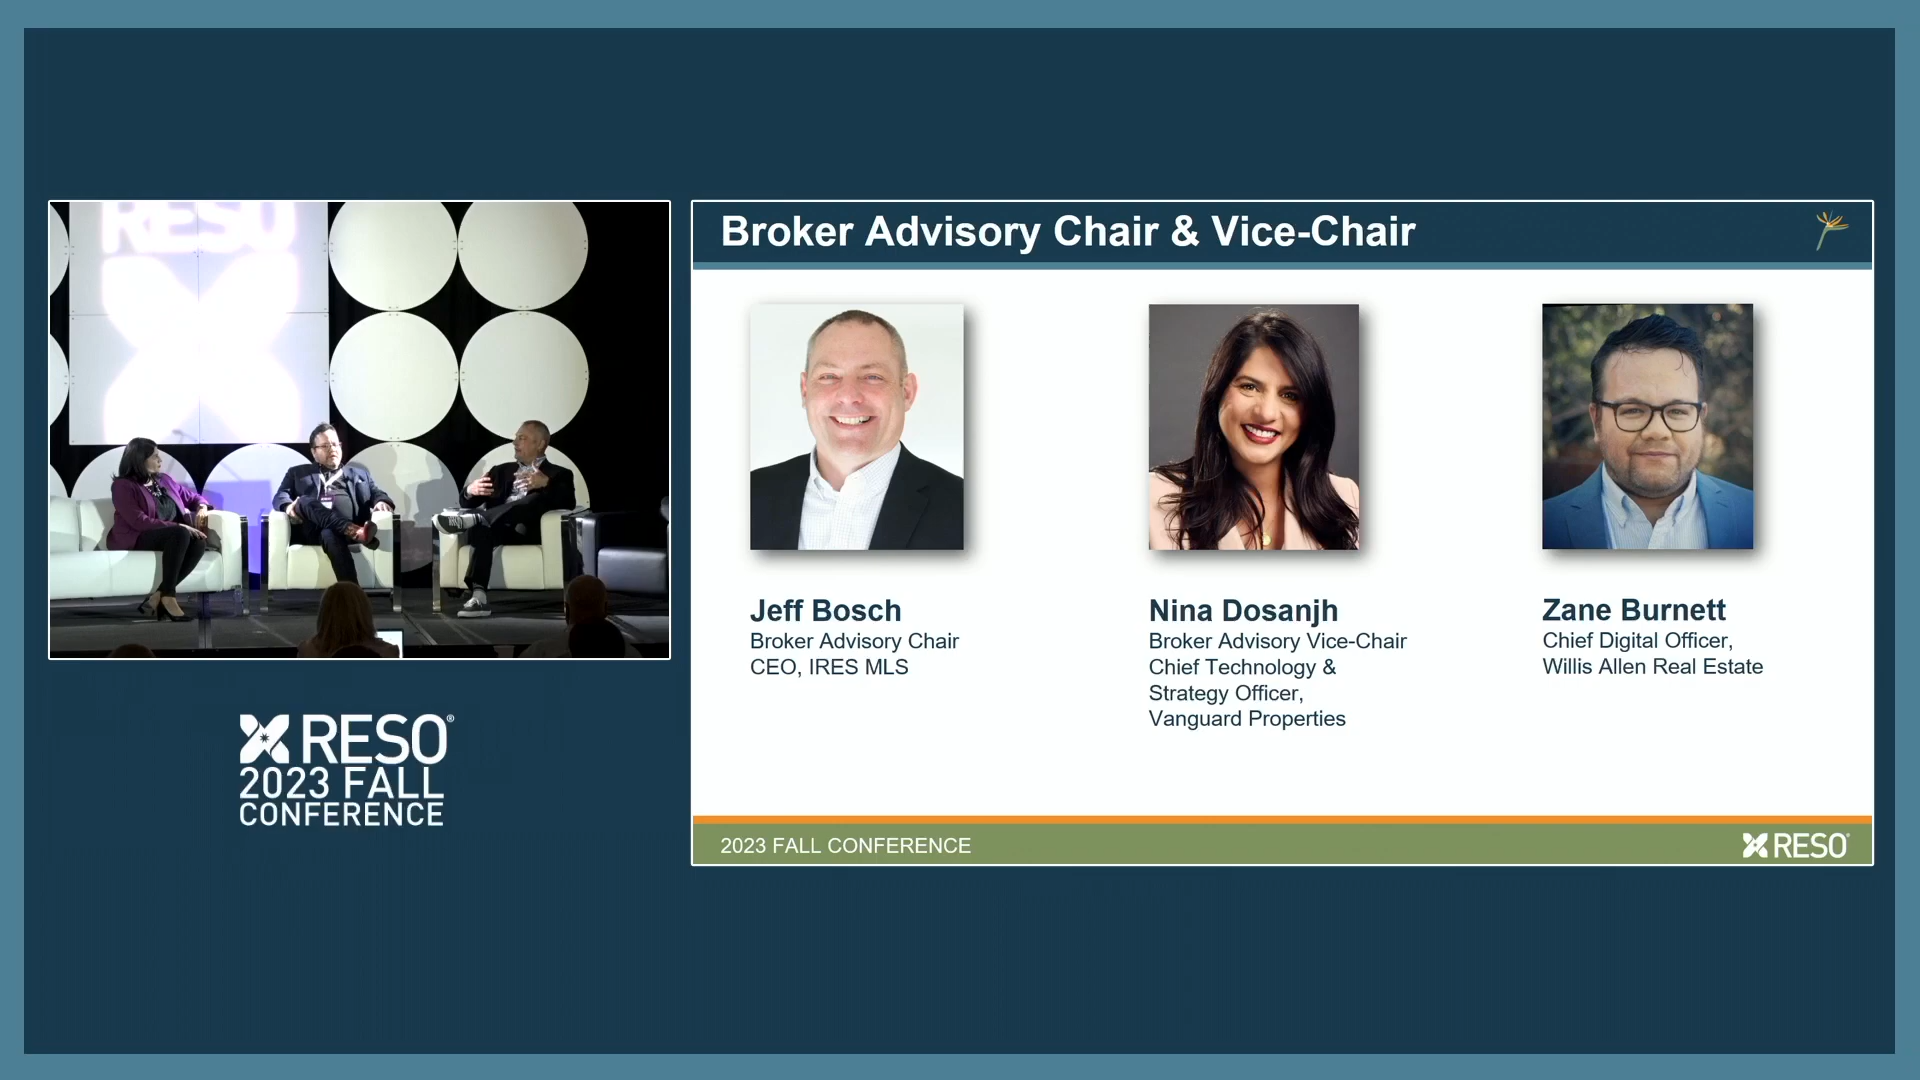 RESO
RESO®
2023 FALL
CONFERENCE
Broker Advisory Chair & Vice-Chair
Jeff Bosch
Broker Advisory Chair
CEO, IRES MLS
Nina Dosanjh
Broker Advisory Vice-Chair
Chief Technology &
Strategy Officer,
Vanguard Properties
Zane Burnett
Chief Digital Officer,
Willis Allen Real Estate
2023 FALL CONFERENCE
RESO